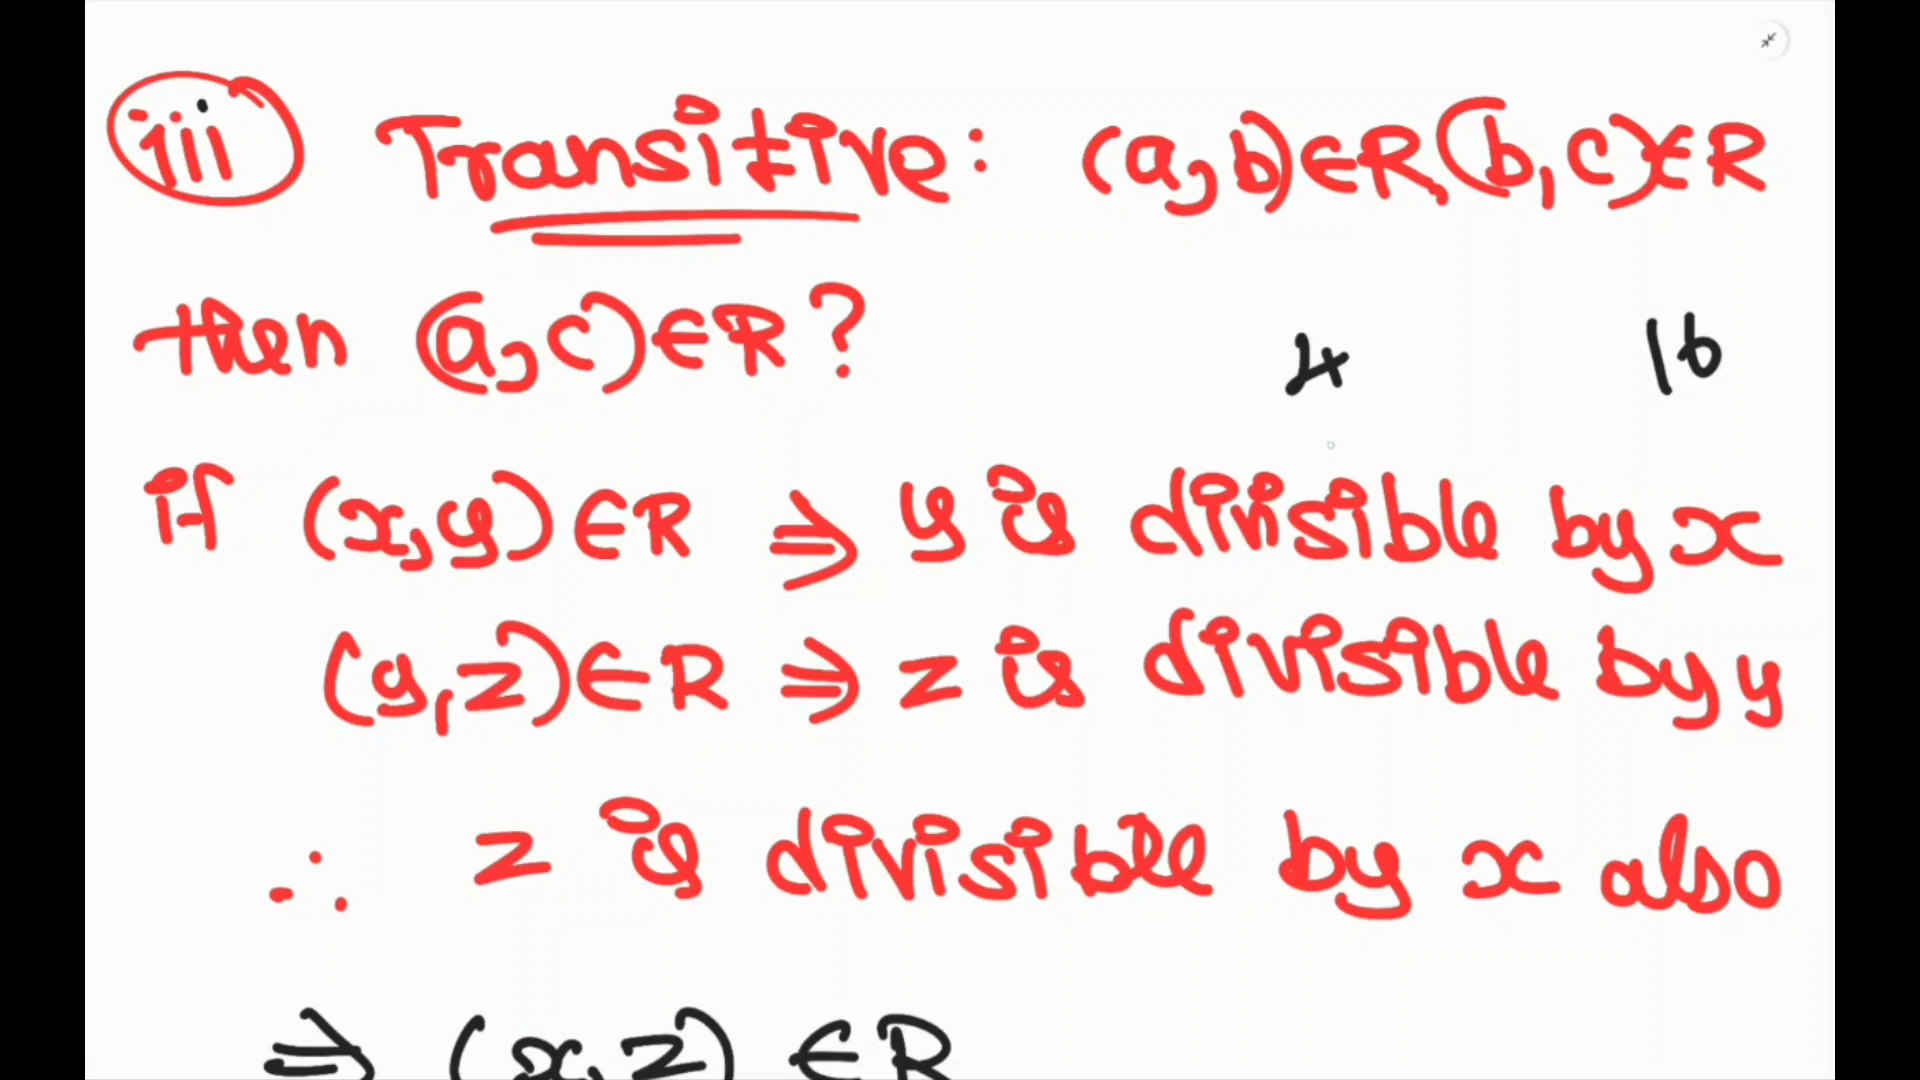 iii Transitive: (a,b)∈R, (b,c)∈R
then (a,c)∈R?
4 16
if (x,y)∈R ⇒ y is divisible by x
(y,z)∈R ⇒ z is divisible by y
∴ z is divisible by x also
⇒ (x,z) ∈R